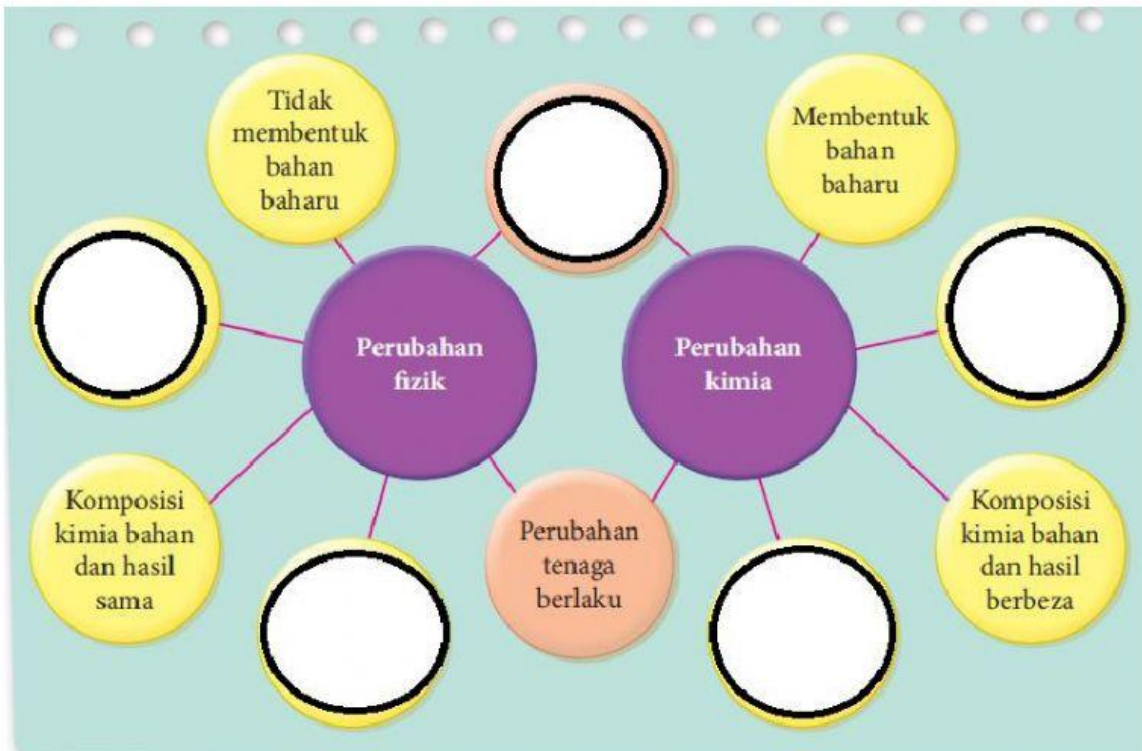 Tidak
membentuk
bahan
baharu
Membentuk
bahan
baharu
Perubahan
fizik
Perubahan
kimia
Komposisi
kimia bahan
dan hasil
sama
Perubahan
tenaga
berlaku
Komposisi
kimia bahan
dan hasil
berbeza